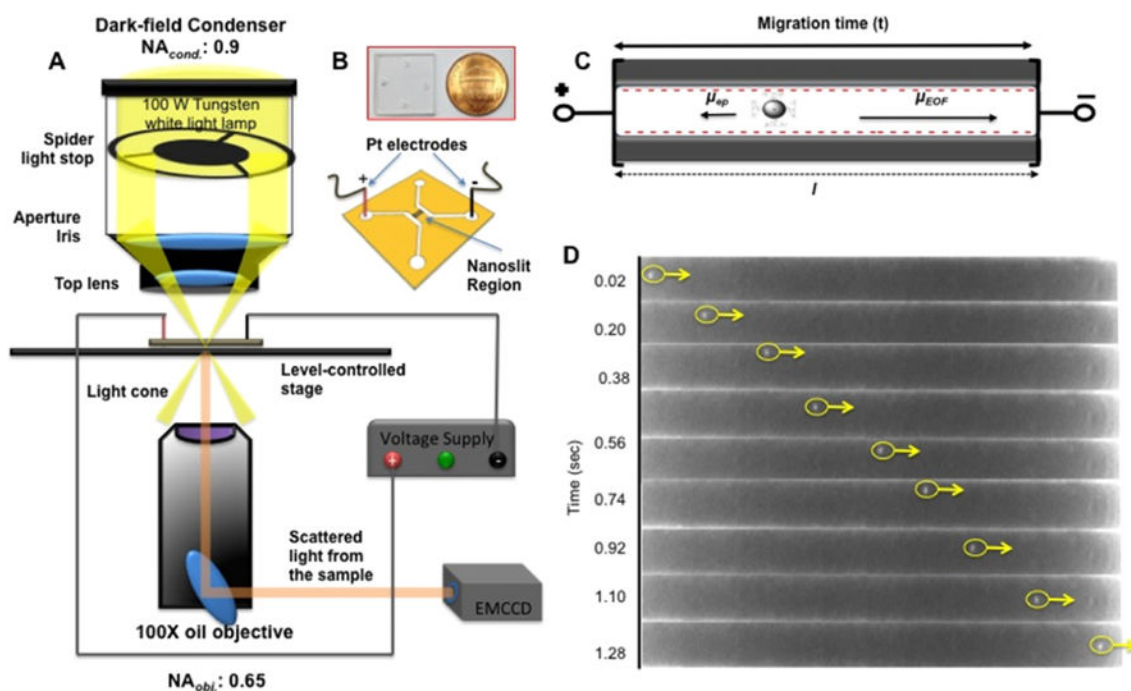 Dark-field Condenser
NAcond.: 0.9
A
100 W Tungsten
white light lamp
Spider
light stop
Aperture
Iris
Top lens
Light cone
Level-controlled
stage
Voltage Supply
+
-
Scattered
light from
the sample
EMCCD
100X oil objective
NAobj.: 0.65
B
Pt electrodes
+
-
Nanoslit
Region
C
Migration time (t)
+
μep
μEOF
−
l
D
Time (sec)
0.02
0.20
0.38
0.56
0.74
0.92
1.10
1.28